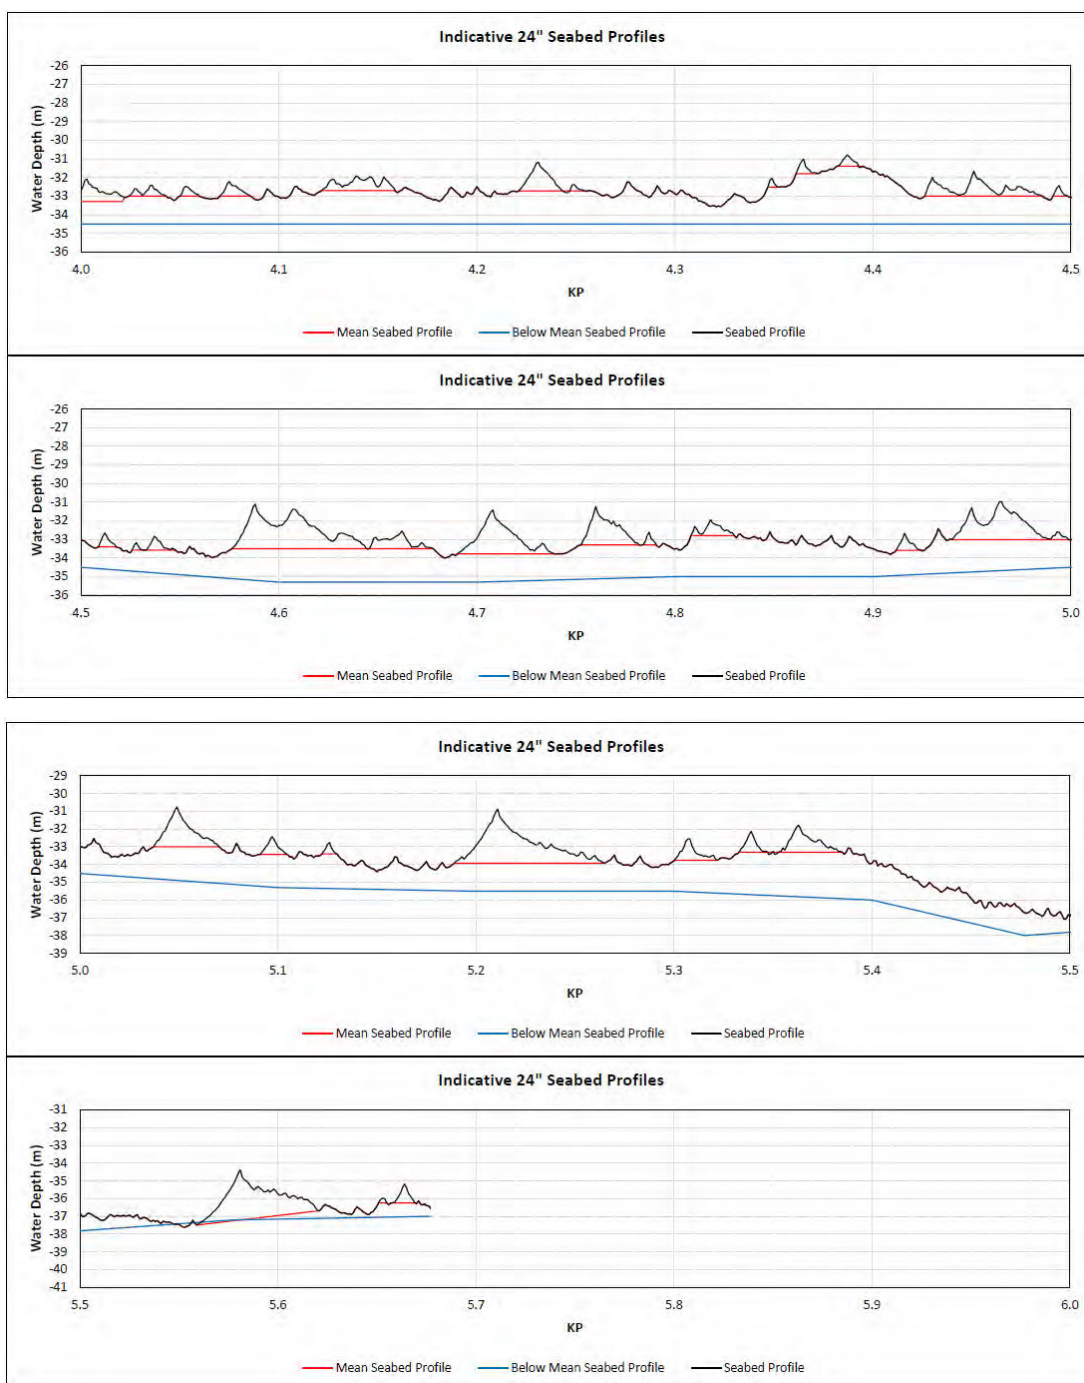 Indicative 24" Seabed Profiles
-26
-27
-28
-29
-30
-31
-32
-33
-34
-35
-36
Water Depth (m)
4.0 4.1 4.2 4.3 4.4 4.5
KP
Mean Seabed Profile Below Mean Seabed Profile Seabed Profile
Indicative 24" Seabed Profiles
-26
-27
-28
-29
-30
-31
-32
-33
-34
-35
-36
Water Depth (m)
4.5 4.6 4.7 4.8 4.9 5.0
KP
Mean Seabed Profile Below Mean Seabed Profile Seabed Profile
Indicative 24" Seabed Profiles
-29
-30
-31
-32
-33
-34
-35
-36
-37
-38
-39
Water Depth (m)
5.0 5.1 5.2 5.3 5.4 5.5
KP
Mean Seabed Profile Below Mean Seabed Profile Seabed Profile
Indicative 24" Seabed Profiles
-31
-32
-33
-34
-35
-36
-37
-38
-39
-40
-41
Water Depth (m)
5.5 5.6 5.7 5.8 5.9 6.0
KP
Mean Seabed Profile Below Mean Seabed Profile Seabed Profile